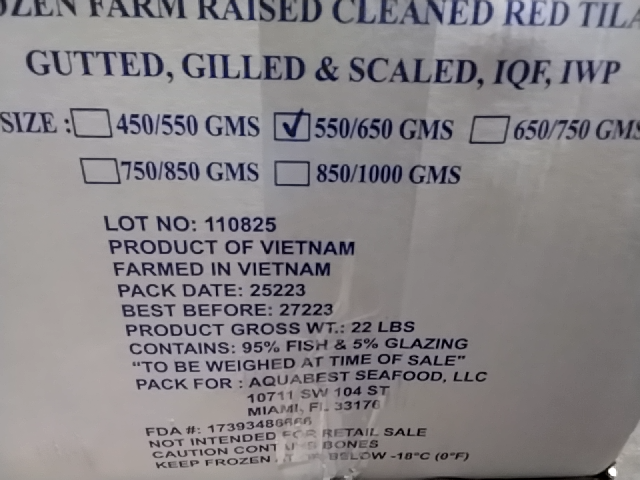 FARM RAISED CLEANED RED
GUTTED, GILLED & SCALED, IQF, IWP
SIZE : 450/550 GMS 550/650 GMS 650/750 GMS
750/850 GMS 850/1000 GMS
LOT NO: 110825
PRODUCT OF VIETNAM
FARMED IN VIETNAM
PACK DATE: 25223
BEST BEFORE: 27223
PRODUCT GROSS WT.: 22 LBS
CONTAINS: 95% FISH & 5% GLAZING
"TO BE WEIGHED AT TIME OF SALE"
PACK FOR : AQUABEST SEAFOOD, LLC
10711 SW 104 ST
MIAMI, FL 33176
FDA #:
NOT INTENDED FOR RETAIL SALE
CAUTION BONES
KEEP FROZEN BELOW -18°C (0°F)